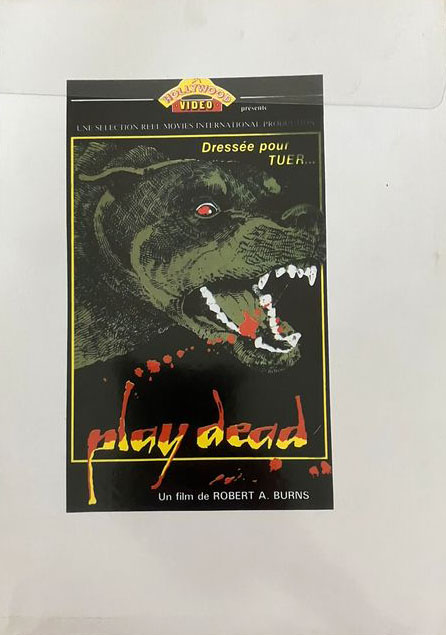 HOLLYWOOD
VIDEO
presents
UNE SELECTION REEL MOVIES INTERNATIONAL PRODUCTION
Dressée pour
TUER...
play dead
Un film de ROBERT A. BURNS